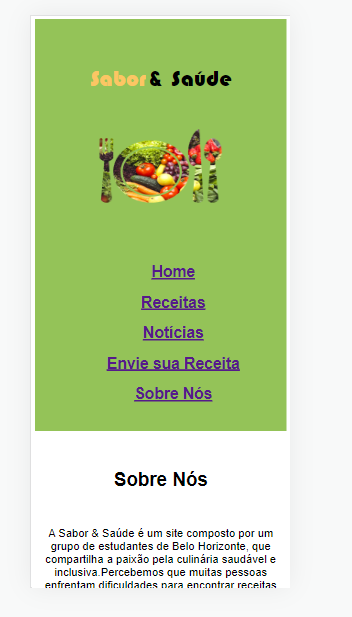 Sabor & Saúde
Home
Receitas
Notícias
Envie sua Receita
Sobre Nós
Sobre Nós
A Sabor & Saúde é um site composto por um
grupo de estudantes de Belo Horizonte, que
compartilha a paixão pela culinária saudável e
inclusiva.Percebemos que muitas pessoas
enfrentam dificuldades para encontrar receitas